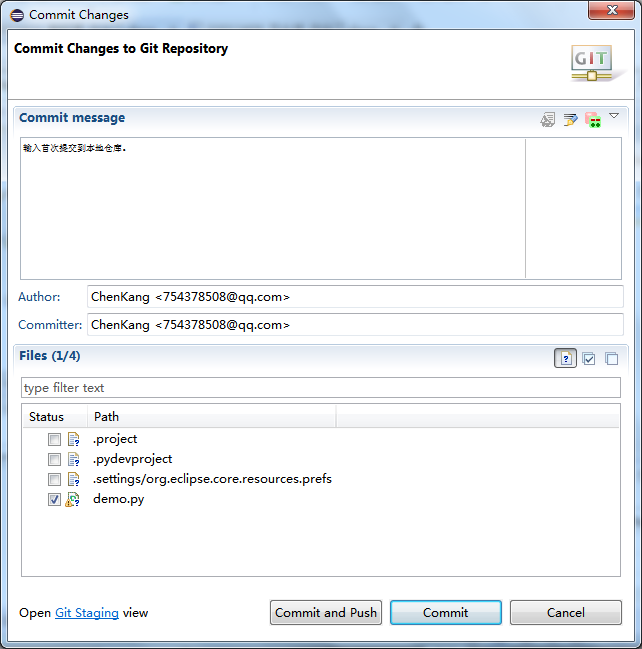 Commit Changes
Commit Changes to Git Repository
GIT
Commit message
输入首次提交到本地仓库。
Author: ChenKang <754378508@qq.com>
Committer: ChenKang <754378508@qq.com>
Files (1/4)
type filter text
Status Path
.project
.pydevproject
.settings/org.eclipse.core.resources.prefs
demo.py
Open Git Staging view Commit and Push Commit Cancel